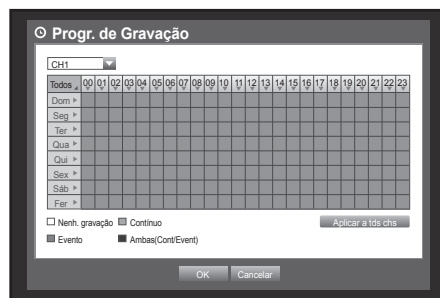 Progr. de Gravação
CH1
Todos 00 01 02 03 04 05 06 07 08 09 10 11 12 13 14 15 16 17 18 19 20 21 22 23
Dom
Seg
Ter
Qua
Qui
Sex
Sáb
Fer
Nenh. gravação Contínuo Aplicar a tds chs
Evento Ambas(Cont/Event)
OK Cancelar